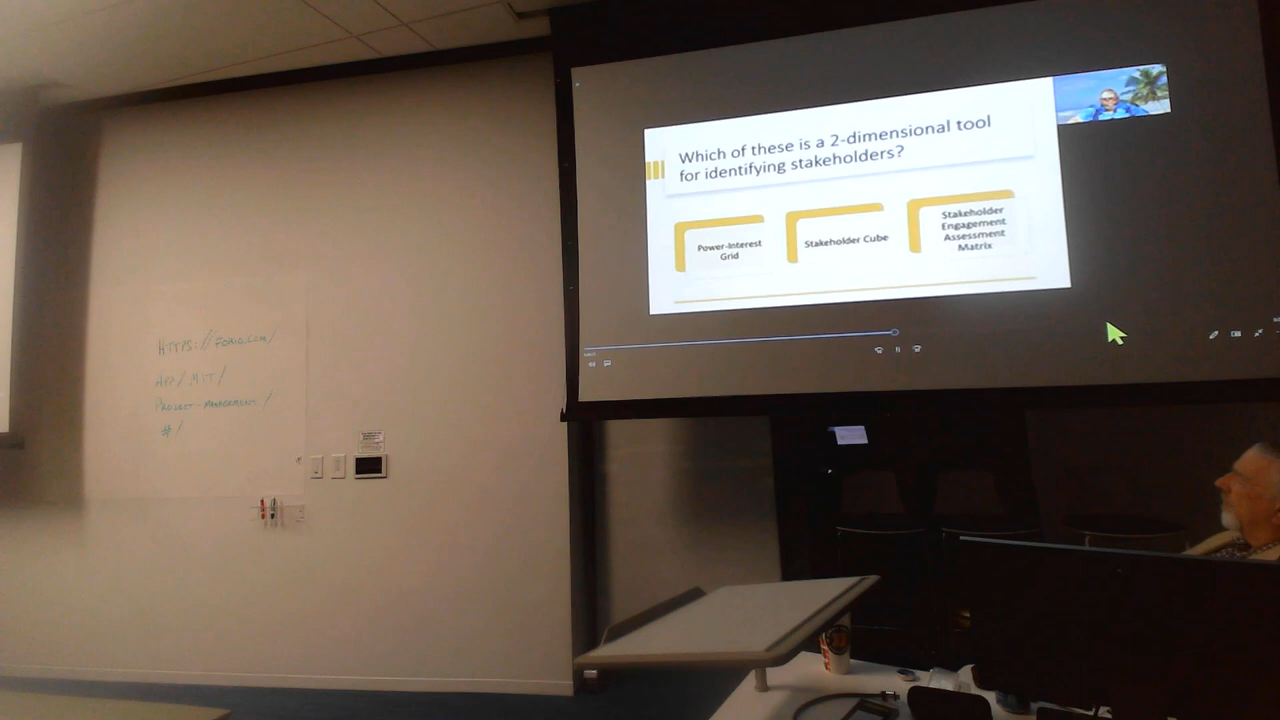 Which of these is a 2-dimensional tool
for identifying stakeholders?
Power-Interest
Grid
Stakeholder Cube
Stakeholder
Engagement
Assessment
Matrix
HTTPS://FORIO.COM/
APP/MIT/
PROJECT-MANAGEMENT/
#/